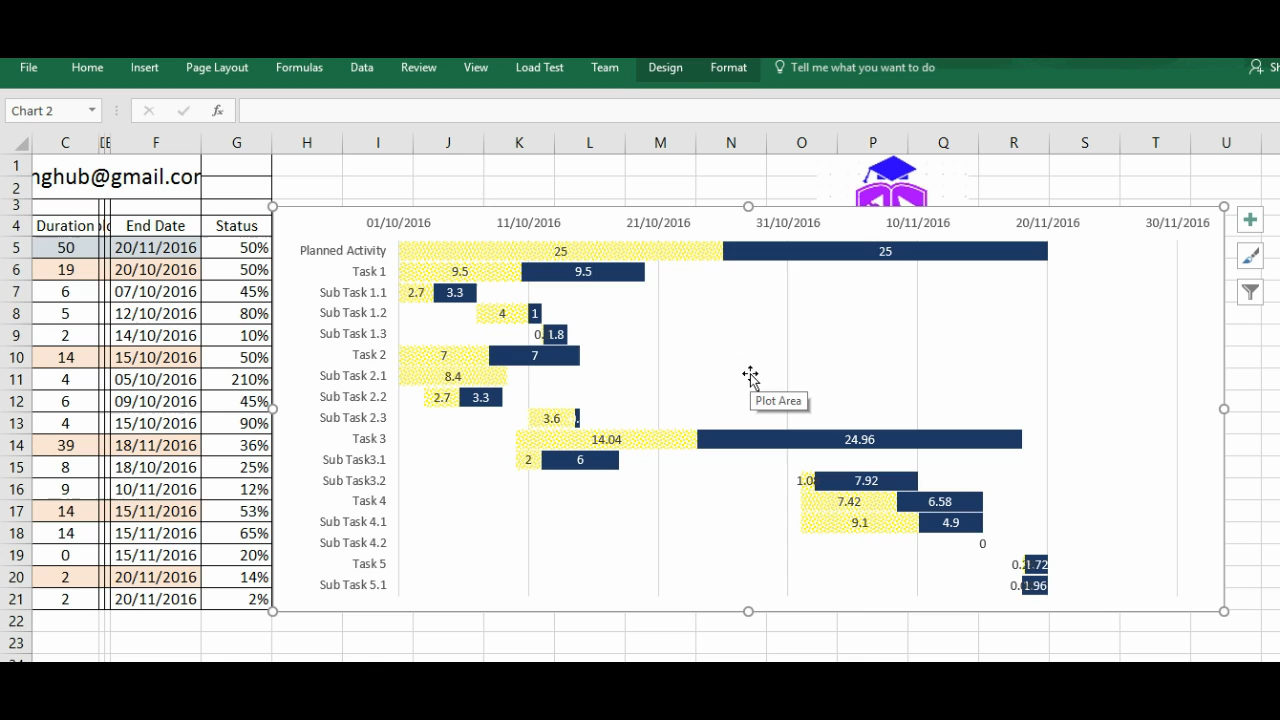 File Home Insert Page Layout Formulas Data Review View Load Test Team Design Format Tell me what you want to do
Chart 2 fx
C F G H I J K L M N O P Q R S T U
1 nghub@gmail.cor
2
3
4 Duration End Date Status
5 50 20/11/2016 50%
6 19 20/10/2016 50%
7 6 07/10/2016 45%
8 5 12/10/2016 80%
9 2 14/10/2016 10%
10 14 15/10/2016 50%
11 4 05/10/2016 210%
12 6 09/10/2016 45%
13 4 15/10/2016 90%
14 39 18/11/2016 36%
15 8 18/10/2016 25%
16 9 10/11/2016 12%
17 14 15/11/2016 53%
18 14 15/11/2016 65%
19 0 15/11/2016 20%
20 2 20/11/2016 14%
21 2 20/11/2016 2%
22
23
01/10/2016 11/10/2016 21/10/2016 31/10/2016 10/11/2016 20/11/2016 30/11/2016
Planned Activity 25 25
Task 1 9.5 9.5
Sub Task 1.1 2.7 3.3
Sub Task 1.2 4 1
Sub Task 1.3 1.8
Task 2 7 7
Sub Task 2.1 8.4
Sub Task 2.2 2.7 3.3
Sub Task 2.3 3.6
Task 3 14.04 24.96
Sub Task3.1 2 6
Sub Task3.2 1.08 7.92
Task 4 7.42 6.58
Sub Task 4.1 9.1 4.9
Sub Task 4.2 0
Task 5 1.72
Sub Task 5.1 1.96
Plot Area